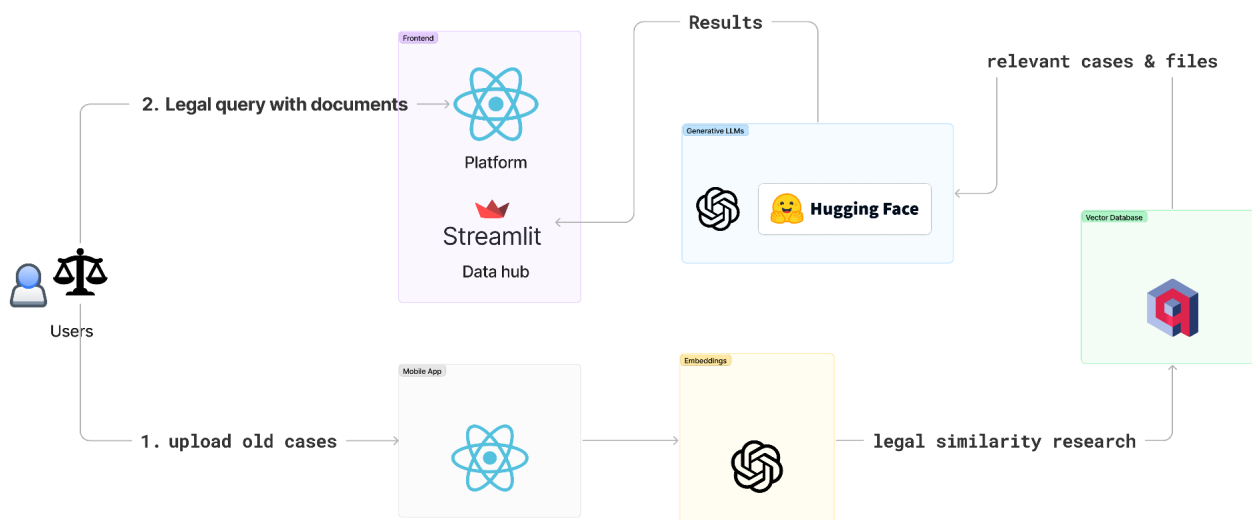 Results
Frontend
relevant cases & files
2. Legal query with documents
Generative LLMs
Platform
Hugging Face
Vector Database
Streamlit
Data hub
Users
Mobile App
Embeddings
1. upload old cases
legal similarity research